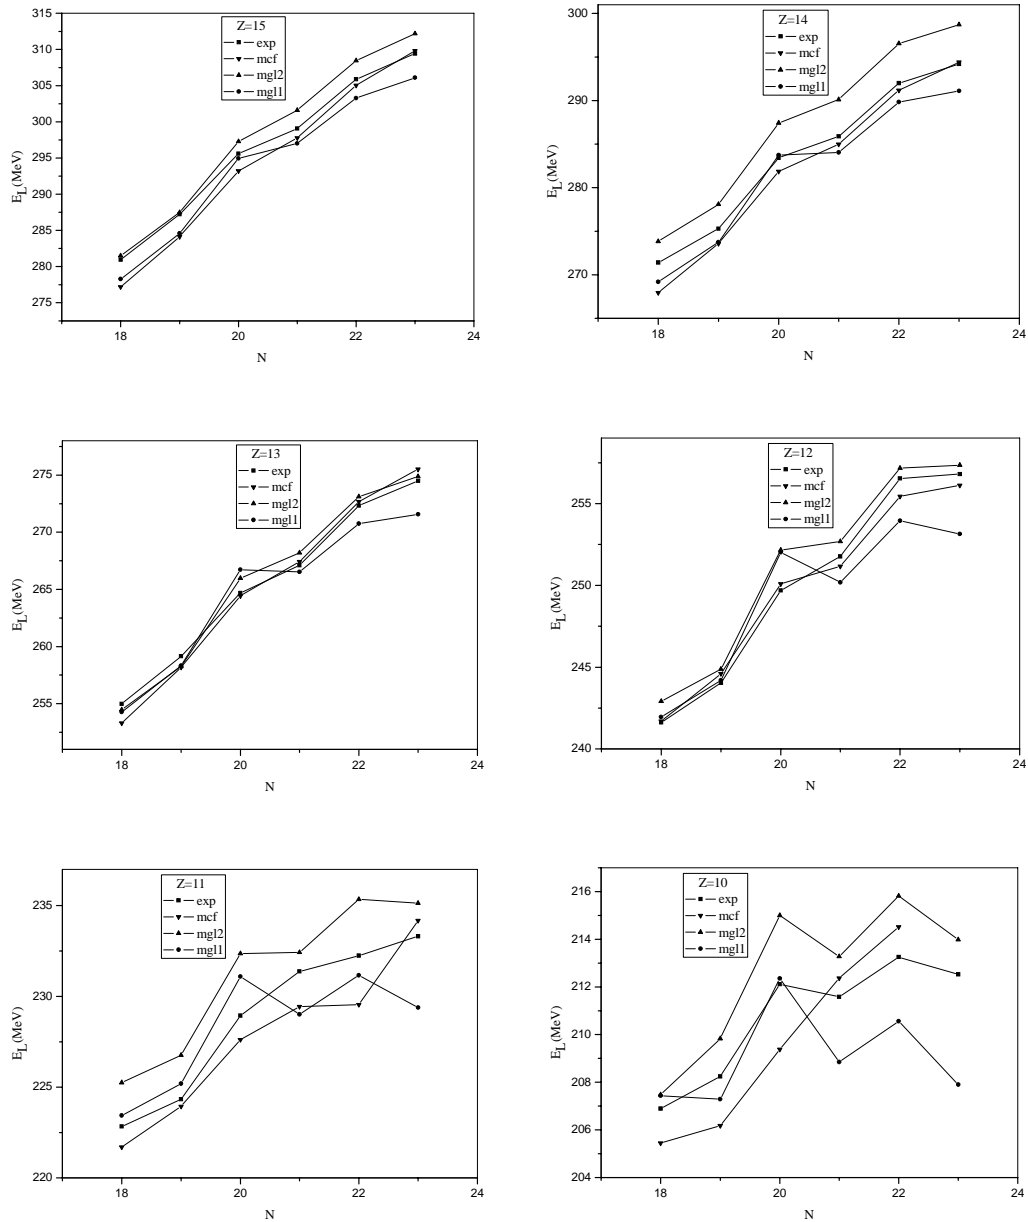 Z=15
exp
mcf
mgl2
mgl1
315
310
305
300
295
290
285
280
275
E_L(MeV)
18
20
22
24
N
Z=14
exp
mcf
mgl2
mgl1
300
290
280
270
E_L(MeV)
18
20
22
24
N
Z=13
exp
mcf
mgl2
mgl1
275
270
265
260
255
E_L(MeV)
18
20
22
24
N
Z=12
exp
mcf
mgl2
mgl1
255
250
245
240
E_L(MeV)
18
20
22
24
N
Z=11
exp
mcf
mgl2
mgl1
235
230
225
220
E_L(MeV)
18
20
22
24
N
Z=10
exp
mcf
mgl2
mgl1
216
214
212
210
208
206
204
E_L(MeV)
18
20
22
24
N